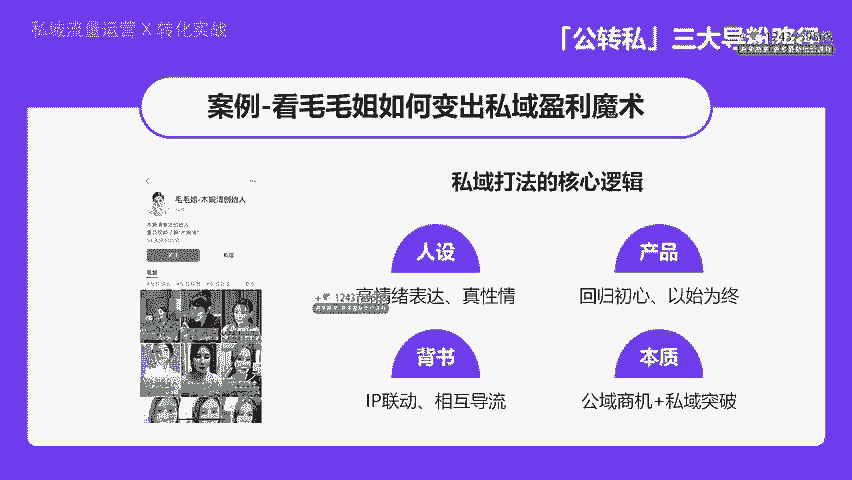 私域流量运营 X 转化实战
「公转私」三大导粉路径
案例-看毛毛姐如何变出私域盈利魔术
私域打法的核心逻辑
毛毛姐-木婉清创始人
人设
产品
高情绪表达、真性情
回归初心、以始为终
背书
本质
IP联动、相互导流
公域商机+私域突破